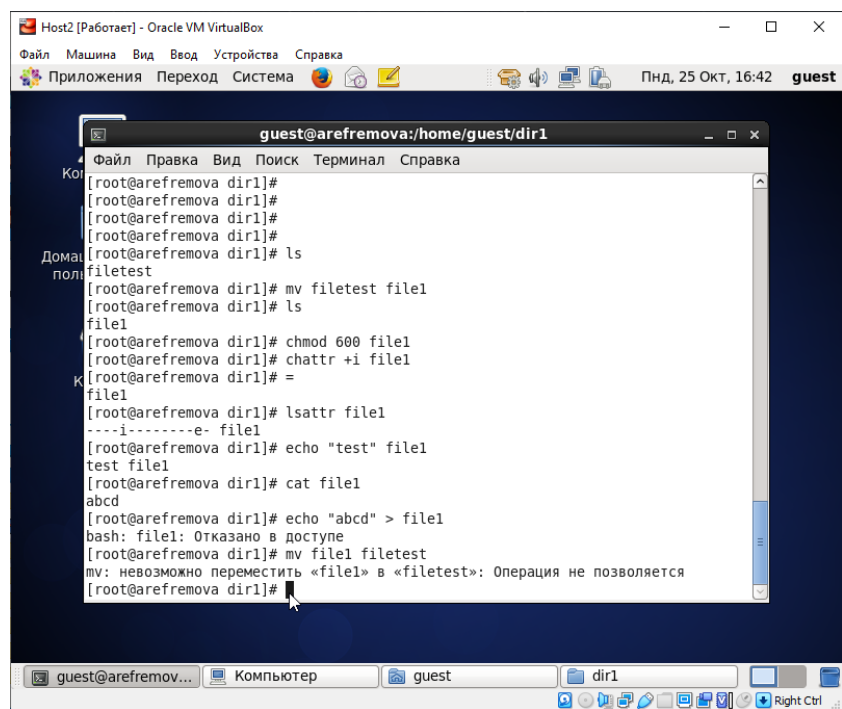 Host2 [Работает] - Oracle VM VirtualBox
Файл Машина Вид Ввод Устройства Справка
Приложения Переход Система Пнд, 25 Окт, 16:42 guest
guest@arefremova:/home/guest/dir1
Файл Правка Вид Поиск Терминал Справка
[root@arefremova dir1]#
[root@arefremova dir1]#
[root@arefremova dir1]#
[root@arefremova dir1]#
[root@arefremova dir1]# ls
filetest
[root@arefremova dir1]# mv filetest file1
[root@arefremova dir1]# ls
file1
[root@arefremova dir1]# chmod 600 file1
[root@arefremova dir1]# chattr +i file1
[root@arefremova dir1]# =
file1
[root@arefremova dir1]# lsattr file1
----i--------e- file1
[root@arefremova dir1]# echo "test" file1
test file1
[root@arefremova dir1]# cat file1
abcd
[root@arefremova dir1]# echo "abcd" > file1
bash: file1: Отказано в доступе
[root@arefremova dir1]# mv file1 filetest
mv: невозможно переместить «file1» в «filetest»: Операция не позволяется
[root@arefremova dir1]#
guest@arefremov... Компьютер guest dir1
Right Ctrl